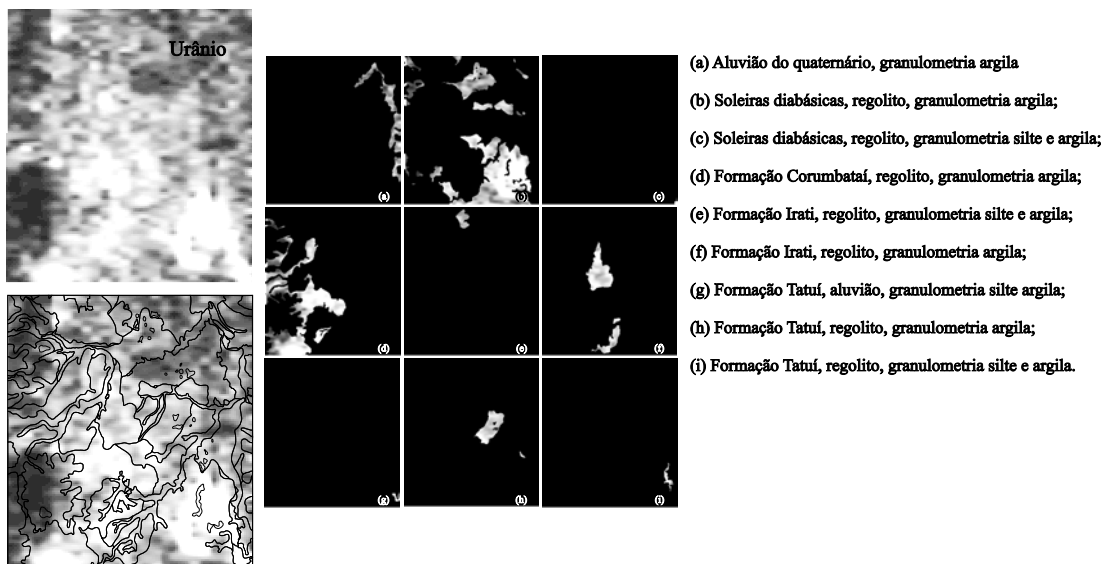 Urânio
(a)
(b)
(c)
(d)
(e)
(f)
(g)
(h)
(i)
(a) Aluvião do quaternário, granulometria argila
(b) Soleiras diabásicas, regolito, granulometria argila;
(c) Soleiras diabásicas, regolito, granulometria silte e argila;
(d) Formação Corumbataí, regolito, granulometria argila;
(e) Formação Irati, regolito, granulometria silte e argila;
(f) Formação Irati, regolito, granulometria argila;
(g) Formação Tatuí, aluvião, granulometria silte argila;
(h) Formação Tatuí, regolito, granulometria argila;
(i) Formação Tatuí, regolito, granulometria silte e argila.